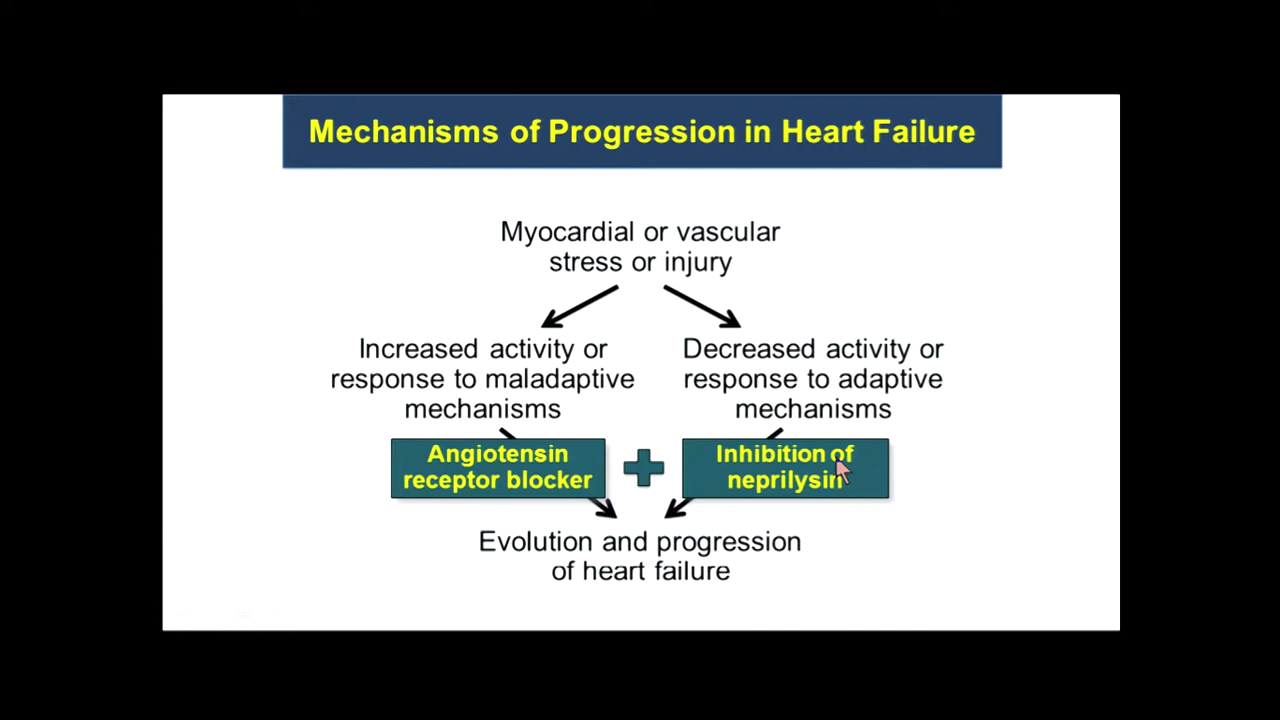 Mechanisms of Progression in Heart Failure
Myocardial or vascular
stress or injury
Increased activity or
response to maladaptive
mechanisms
Decreased activity or
response to adaptive
mechanisms
Angiotensin
receptor blocker
Inhibition of
neprilysin
Evolution and progression
of heart failure